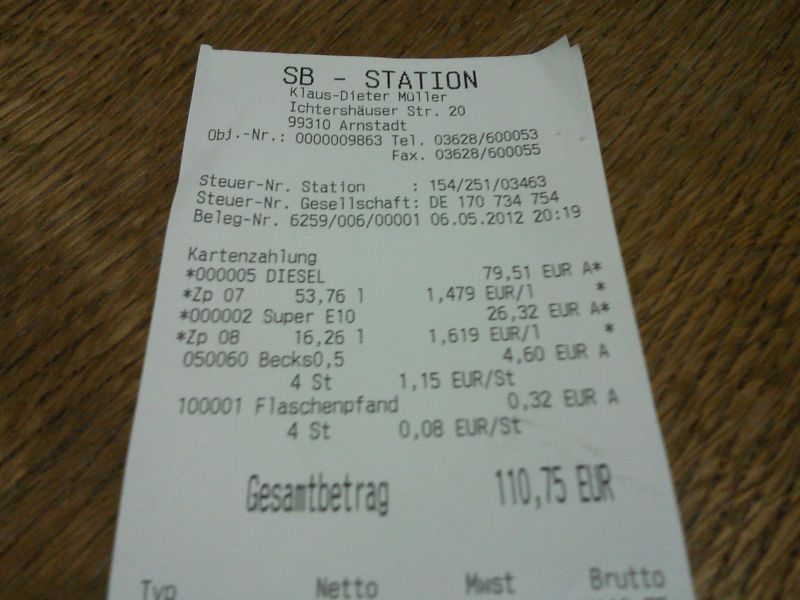 SB - STATION
Klaus-Dieter Müller
Ichtershäuser Str. 20
99310 Arnstadt
Obj.-Nr.: 0000009863 Tel. 03628/600053
Fax. 03628/600055
Steuer-Nr. Station : 154/251/03463
Steuer-Nr. Gesellschaft: DE 170 734 754
Beleg-Nr. 6259/006/00001 06.05.2012 20:19
Kartenzahlung
*000005 DIESEL 79,51 EUR A*
*Zp 07 53,76 l 1,479 EUR/l *
*000002 Super E10 26,32 EUR A*
*Zp 08 16,26 l 1,619 EUR/l *
050060 Becks0,5 4,60 EUR A
4 St 1,15 EUR/St
100001 Flaschenpfand 0,32 EUR A
4 St 0,08 EUR/St
Gesamtbetrag 110,75 EUR
Typ Netto Mwst Brutto